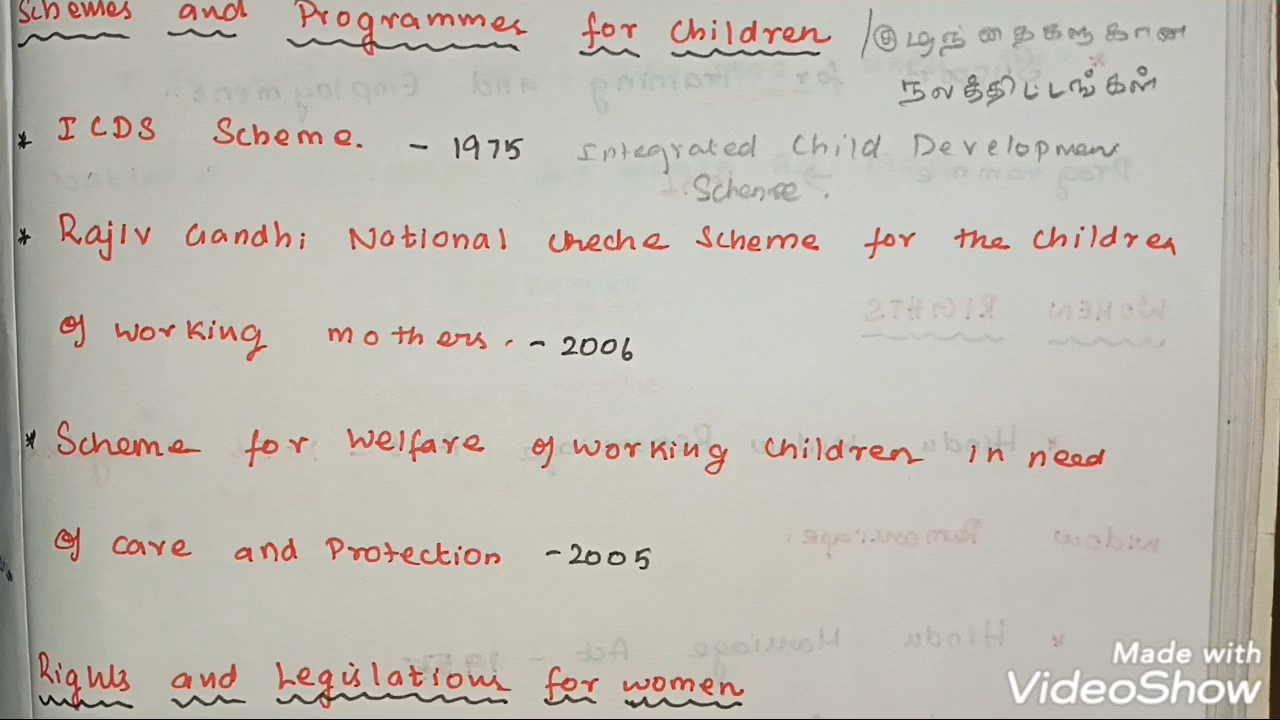 Schemes and Programmes for Children / குழந்தைகளுகான
நலத்திட்டங்கள்
* ICDS Scheme. - 1975 Integrated Child Development
Scheme.
* Rajiv Gandhi National creche scheme for the children
of working mothers. - 2006
* Scheme for welfare of working children in need
of care and Protection - 2005
Rights and Legislations for women
Made with
VideoShow